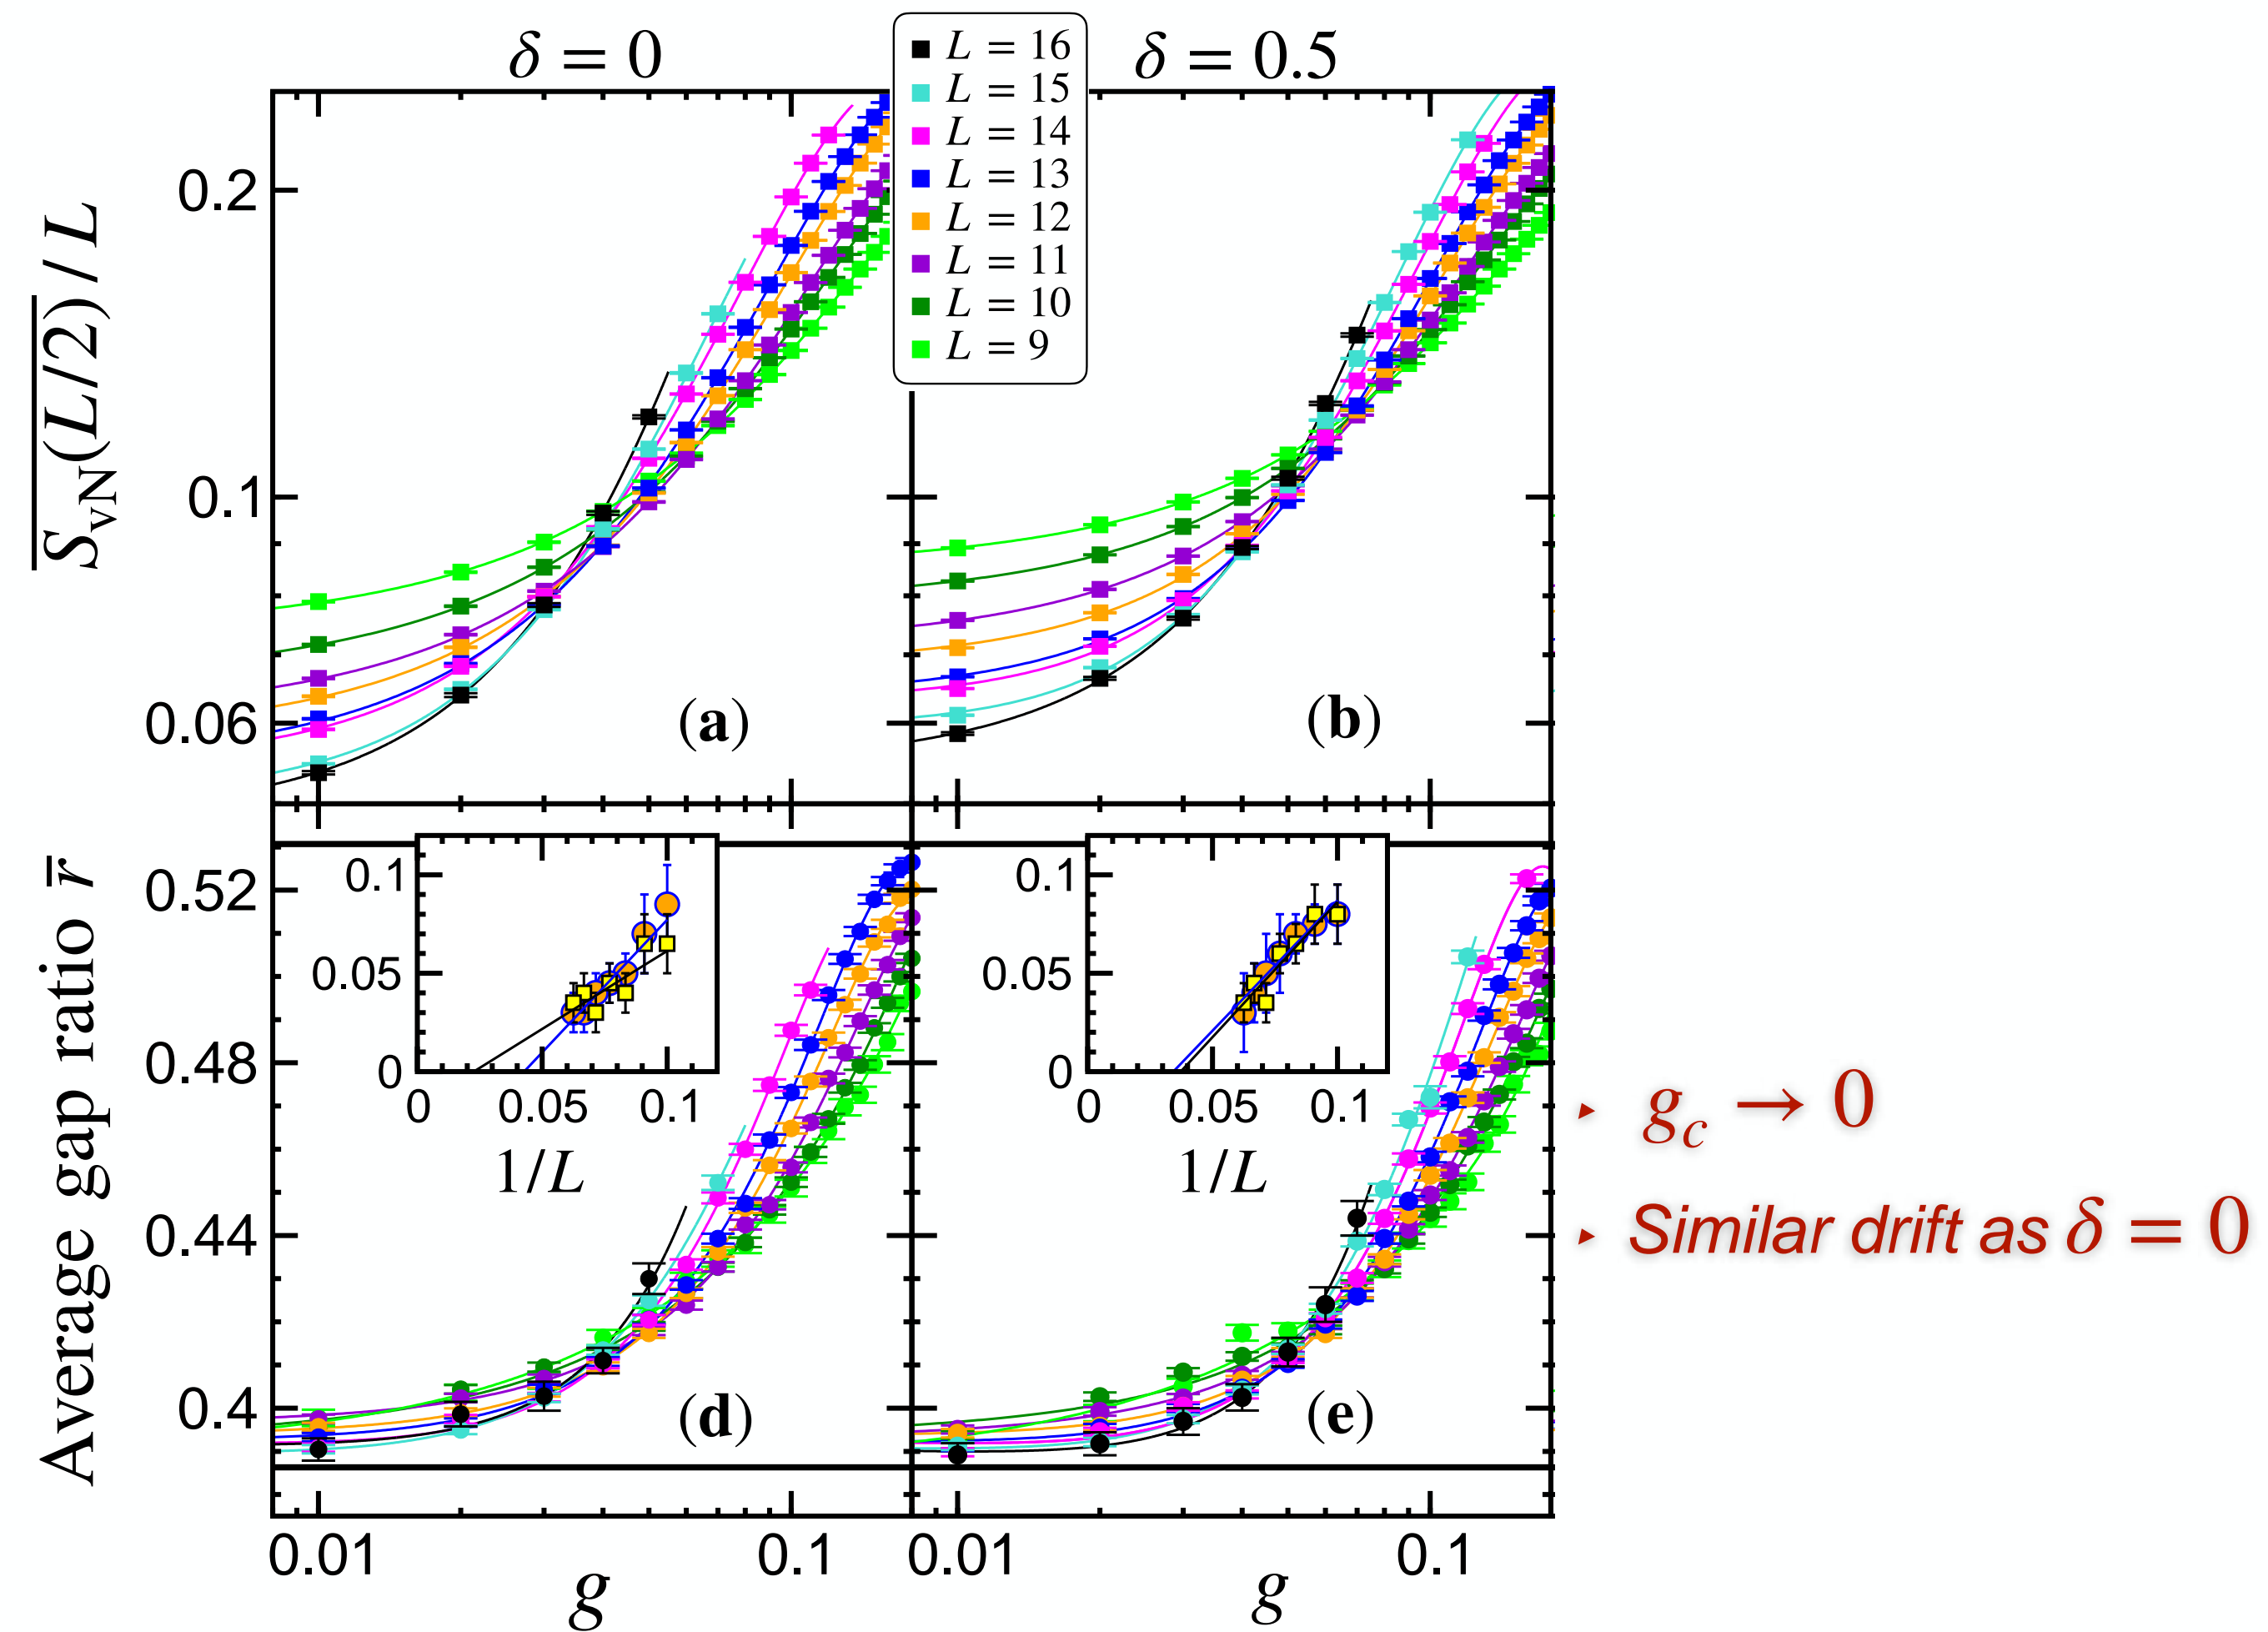 δ = 0
δ = 0.5
L = 16
L = 15
L = 14
L = 13
L = 12
L = 11
L = 10
L = 9
S̅vN(L/2) / L
0.2
0.1
0.06
(a)
(b)
Average gap ratio r̄
0.52
0.48
0.44
0.4
0.1
0.05
0
0 0.05 0.1
1/L
0.1
0.05
0
0 0.05 0.1
1/L
(d)
(e)
0.01 0.1 0.01 0.1
g
g
▸ g_c → 0
▸ Similar drift as δ = 0